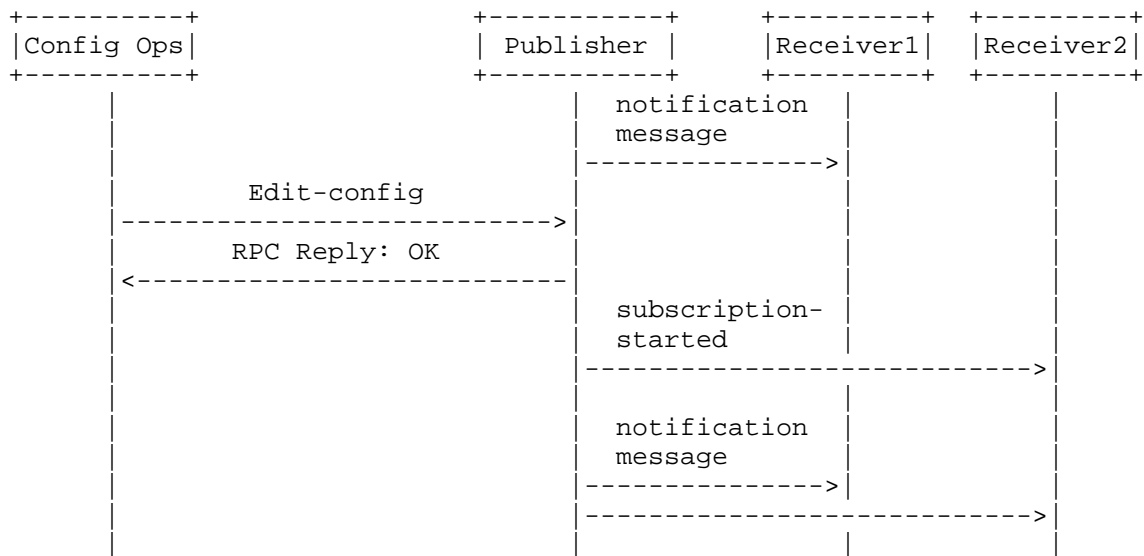 +----------+                 +-----------+     +---------+  +---------+
|Config Ops|                 | Publisher |     |Receiver1|  |Receiver2|
+----------+                 +-----------+     +---------+  +---------+
notification
message
--------------->
Edit-config
--------------------------->
RPC Reply: OK
<---------------------------
subscription-
started
---------------------------->
notification
message
--------------->
---------------------------->